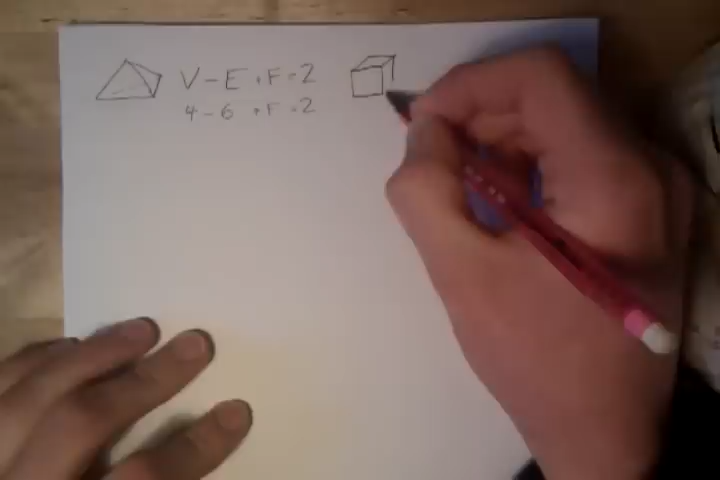 V - E + F = 2
4 - 6 + F = 2